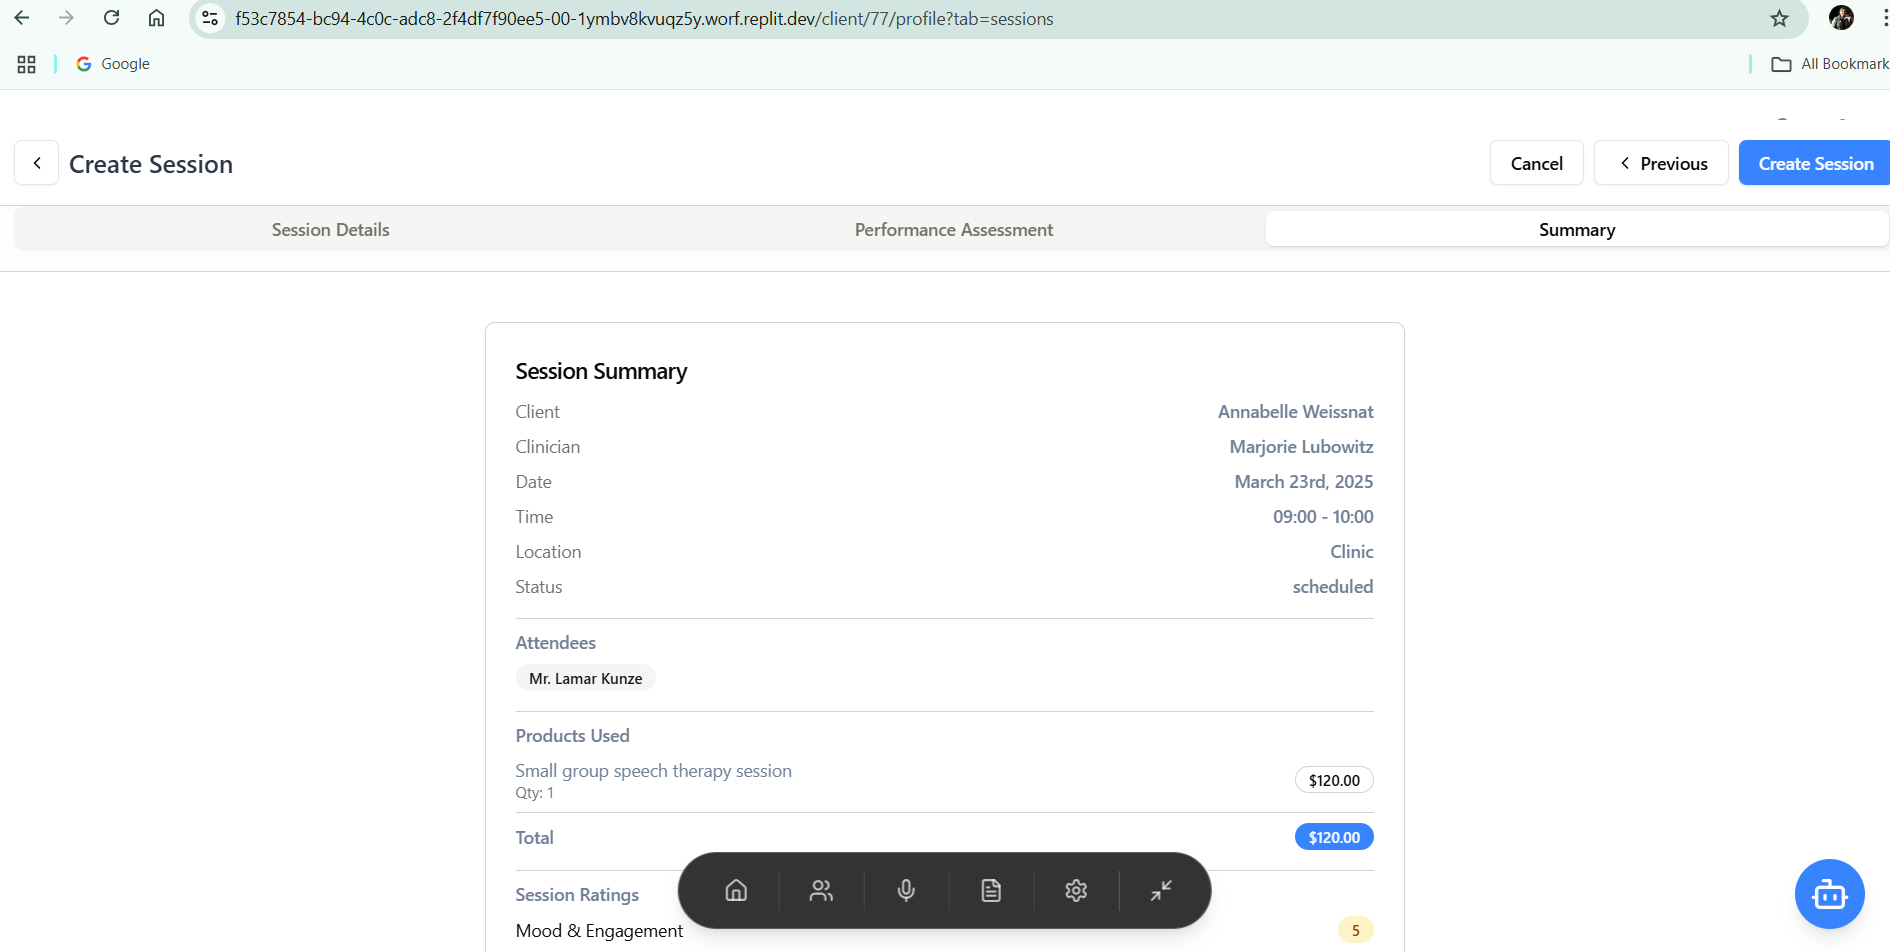 f53c7854-bc94-4c0c-adc8-2f4df7f90ee5-00-1ymbv8kvuqz5y.worf.replit.dev/client/77/profile?tab=sessions
Google
All Bookmark
Create Session
Cancel
Previous
Create Session
Session Details
Performance Assessment
Summary
Session Summary
Client
Annabelle Weissnat
Clinician
Marjorie Lubowitz
Date
March 23rd, 2025
Time
09:00 - 10:00
Location
Clinic
Status
scheduled
Attendees
Mr. Lamar Kunze
Products Used
Small group speech therapy session
$120.00
Qty: 1
Total
$120.00
Session Ratings
Mood & Engagement
5